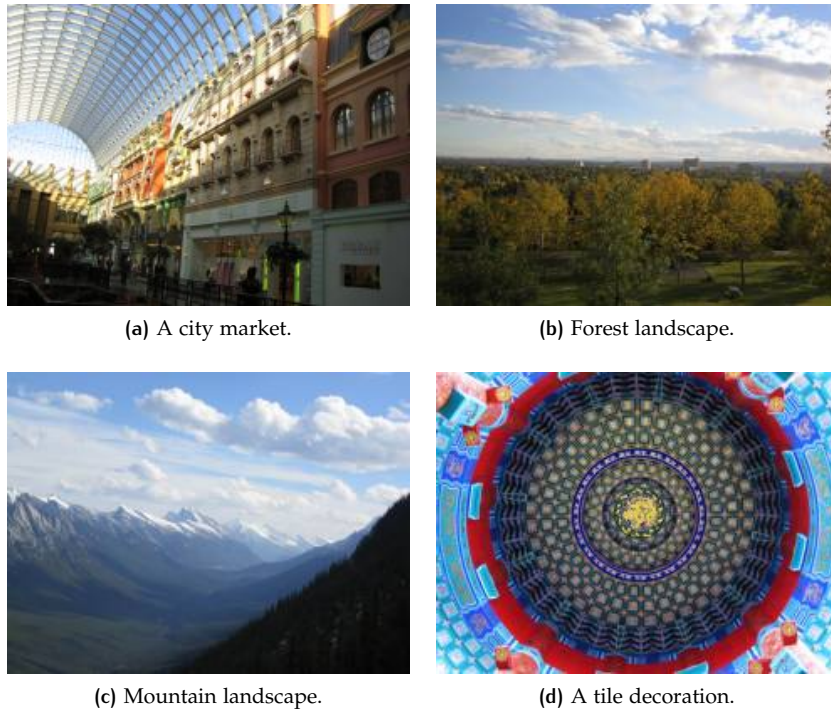 (a) A city market.
(b) Forest landscape.
(c) Mountain landscape.
(d) A tile decoration.